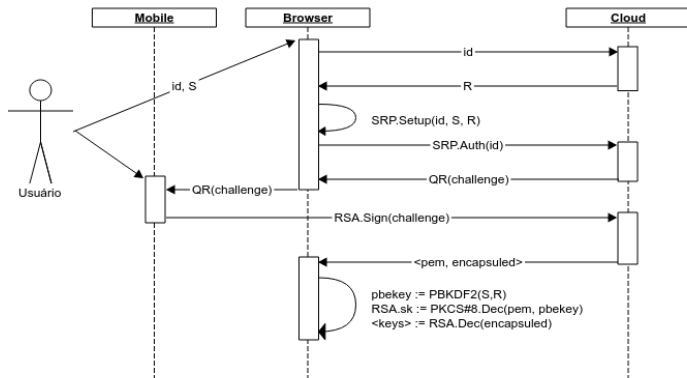 Mobile
Browser
Cloud
id
id, S
R
SRP.Setup(id, S, R)
SRP.Auth(id)
QR(challenge)
QR(challenge)
Usuário
RSA.Sign(challenge)
<pem, encapsuled>
pbekey := PBKDF2(S,R)
RSA.sk := PKCS#8.Dec(pem, pbekey)
<keys> := RSA.Dec(encapsuled)